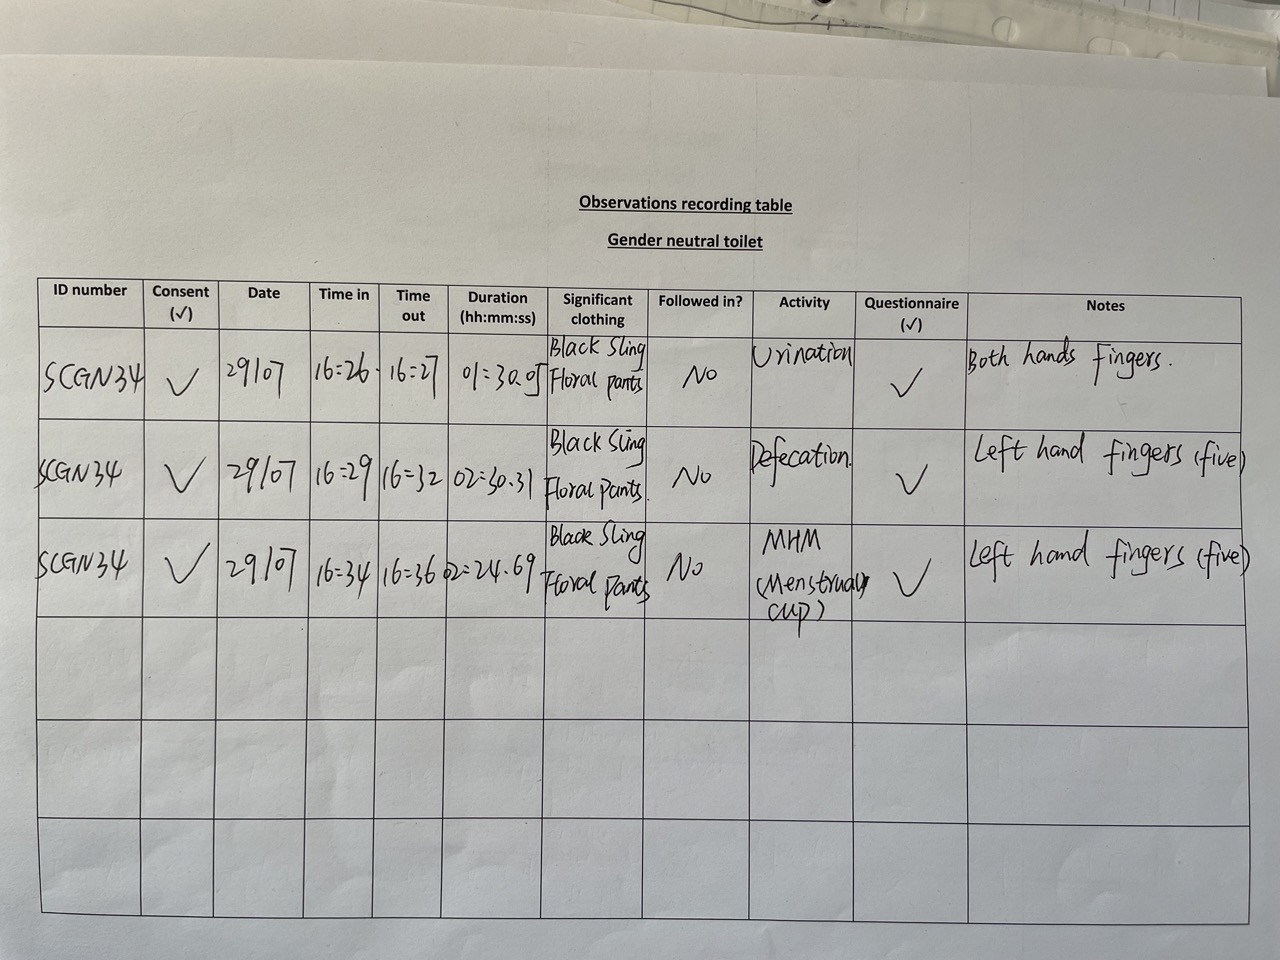 Observations recording table
Gender neutral toilet
ID number Consent (✓) Date Time in Time out Duration (hh:mm:ss) Significant clothing Followed in? Activity Questionnaire (✓) Notes
SCGN34 ✓ 29/07 16:26 16:27 01:30.05 Black Sling Floral pants No Urination ✓ Both hands fingers.
SCGN34 ✓ 29/07 16:29 16:32 02:30.31 Black Sling Floral pants. No Defecation. ✓ Left hand fingers (five)
SCGN34 ✓ 29/07 16:34 16:36 02:24.69 Black Sling Floral pants No MHM (Menstrual cup) ✓ Left hand fingers (five)